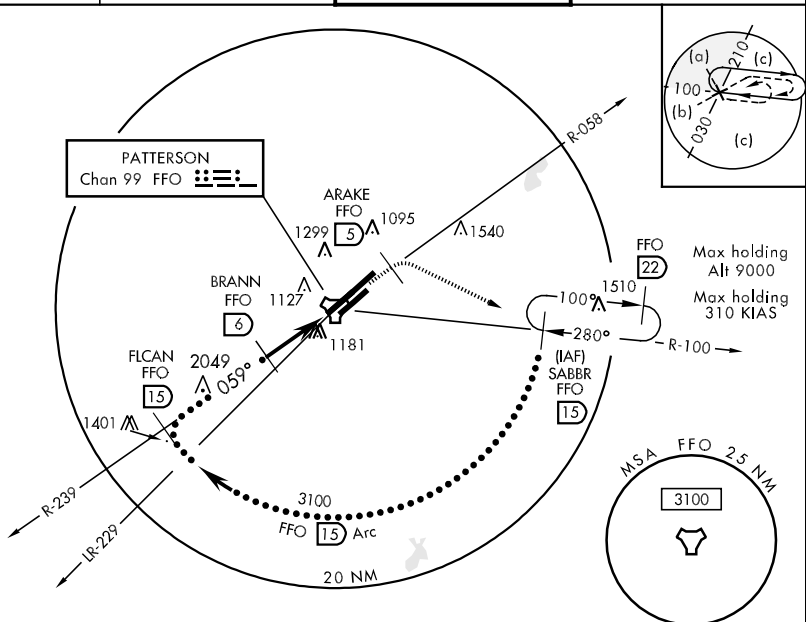 PATTERSON
Chan 99 FFO
ARAKE
FFO
5
1299
1095
1540
R-058
(a)
210
(c)
100
(b)
030
(c)
FFO
22
Max holding
Alt 9000
Max holding
310 KIAS
BRANN
FFO
6
1127
1181
100°
1510
280°
R-100
(IAF)
SABBR
FFO
15
FLCAN
FFO
15
2049
059°
1401
R-239
LR-229
3100
FFO 15 Arc
20 NM
MSA FFO 25 NM
3100